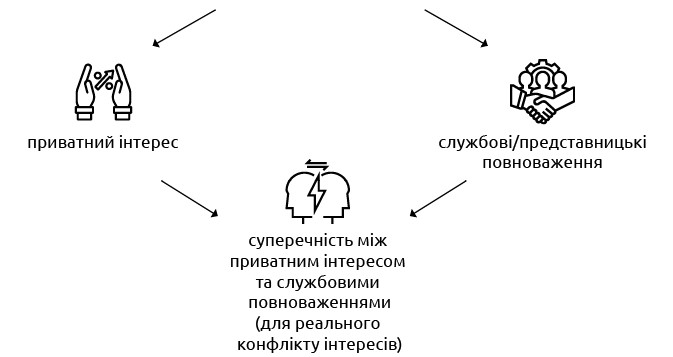 приватний інтерес
службові/представницькі
повноваження
суперечність між
приватним інтересом
та службовими
повноваженнями
(для реального
конфлікту інтересів)